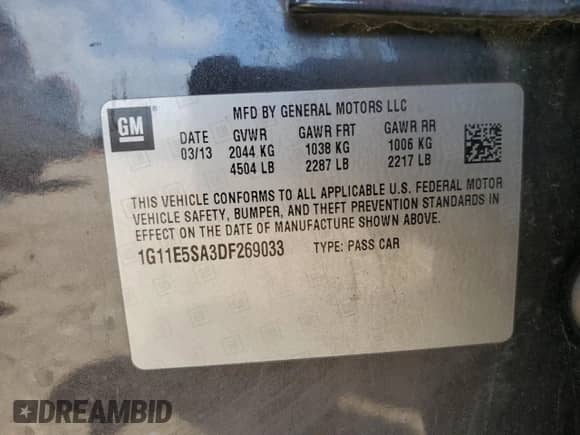 MFD BY GENERAL MOTORS LLC
GM
DATE GVWR GAWR FRT GAWR RR
03/13 2044 KG 1038 KG 1006 KG
4504 LB 2287 LB 2217 LB
THIS VEHICLE CONFORMS TO ALL APPLICABLE U.S. FEDERAL MOTOR
VEHICLE SAFETY, BUMPER, AND THEFT PREVENTION STANDARDS IN
EFFECT ON THE DATE OF MANUFACTURE SHOWN ABOVE.
1G11E5SA3DF269033 TYPE: PASS CAR
DREAMBID